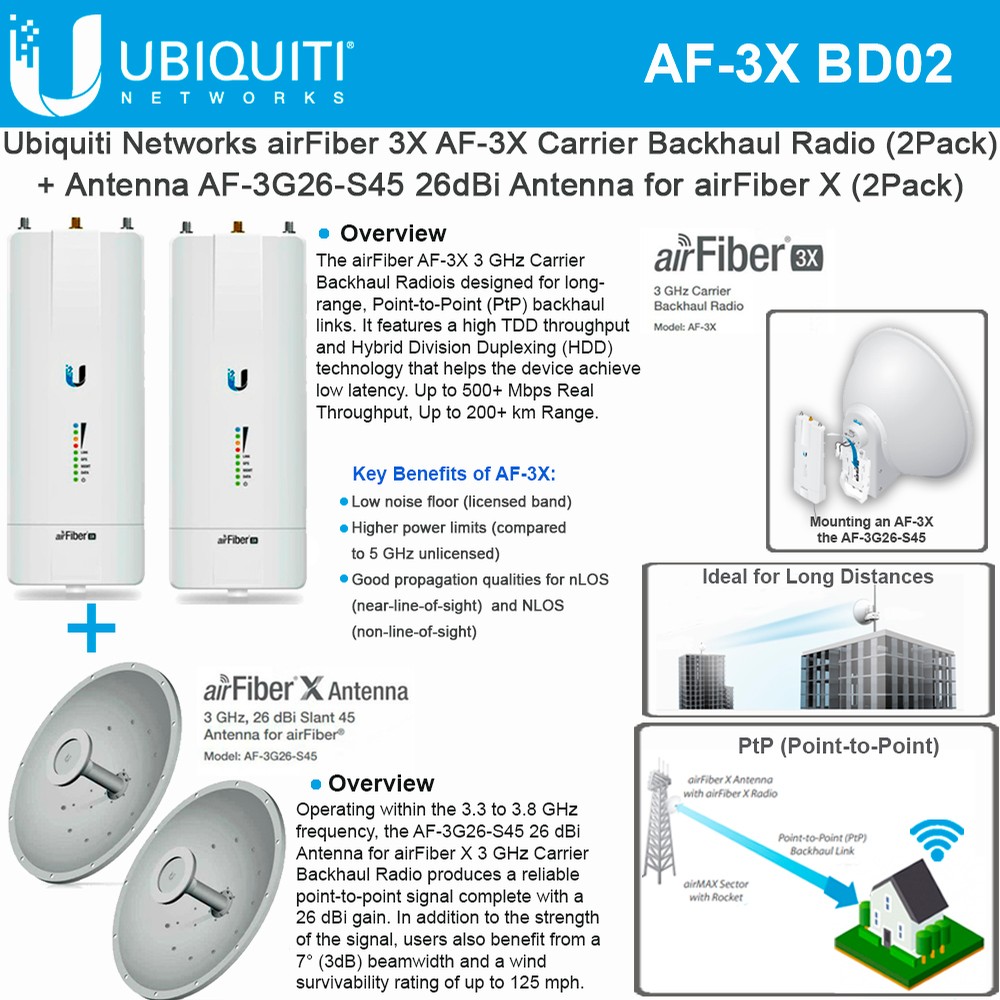 UBIQUITI®
NETWORKS
AF-3X BD02
Ubiquiti Networks airFiber 3X AF-3X Carrier Backhaul Radio (2Pack)
+ Antenna AF-3G26-S45 26dBi Antenna for airFiber X (2Pack)
• Overview
The airFiber AF-3X 3 GHz Carrier
Backhaul Radiois designed for long-
range, Point-to-Point (PtP) backhaul
links. It features a high TDD throughput
and Hybrid Division Duplexing (HDD)
technology that helps the device achieve
low latency. Up to 500+ Mbps Real
Throughput, Up to 200+ km Range.
airFiber® 3X
3 GHz Carrier
Backhaul Radio
Model: AF-3X
airFiber 3X
airFiber 3X
Key Benefits of AF-3X:
• Low noise floor (licensed band)
• Higher power limits (compared
to 5 GHz unlicensed)
• Good propagation qualities for nLOS
(near-line-of-sight) and NLOS
(non-line-of-sight)
Mounting an AF-3X
the AF-3G26-S45
Ideal for Long Distances
+
airFiber® X Antenna
3 GHz, 26 dBi Slant 45
Antenna for airFiber®
Model: AF-3G26-S45
• Overview
Operating within the 3.3 to 3.8 GHz
frequency, the AF-3G26-S45 26 dBi
Antenna for airFiber X 3 GHz Carrier
Backhaul Radio produces a reliable
point-to-point signal complete with a
26 dBi gain. In addition to the strength
of the signal, users also benefit from a
7° (3dB) beamwidth and a wind
survivability rating of up to 125 mph.
PtP (Point-to-Point)
airFiber X Antenna
with airFiber X Radio
Point-to-Point (PtP)
Backhaul Link
airMAX Sector
with Rocket